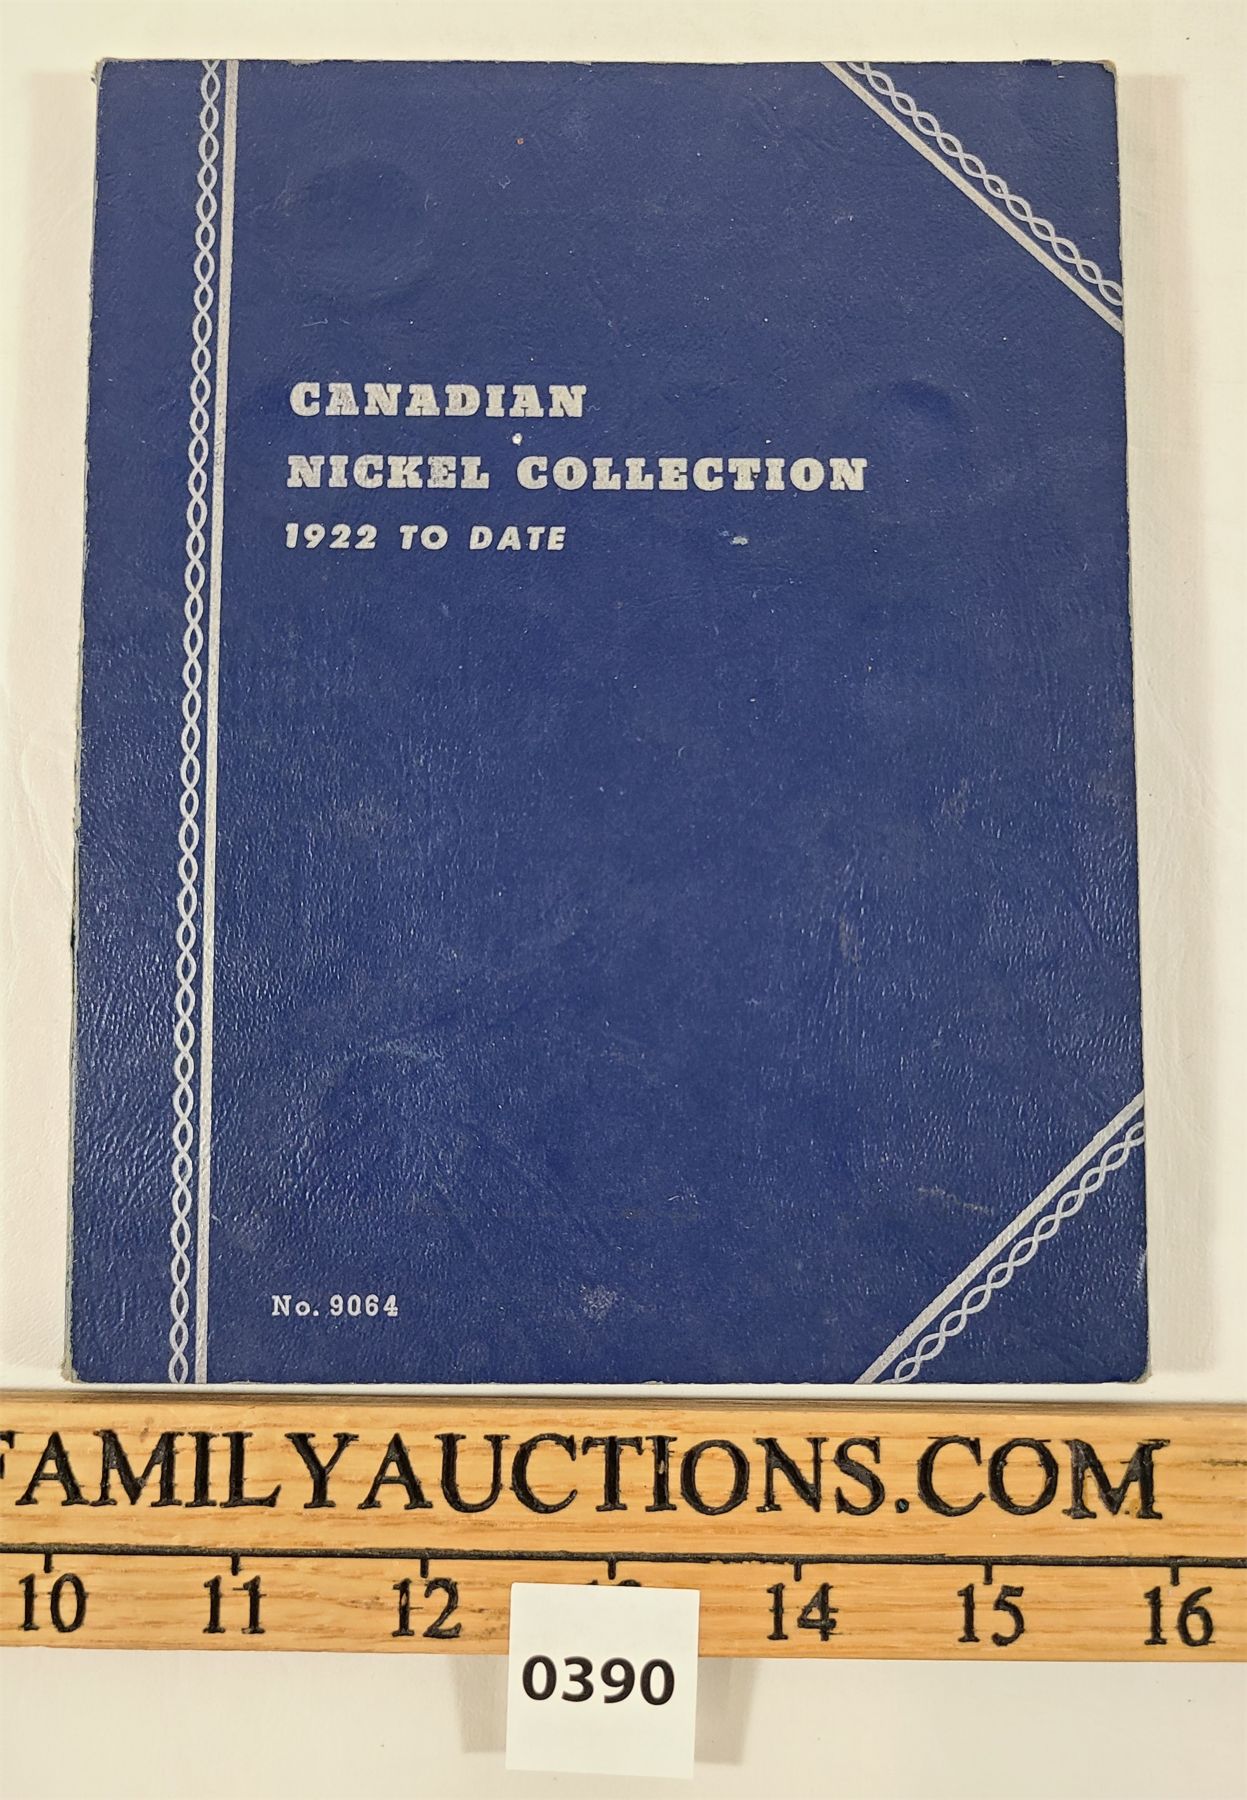 CANADIAN
NICKEL COLLECTION
1922 TO DATE
No. 9064
FAMILYAUCTIONS.COM
10 11 12 14 15 16
0390